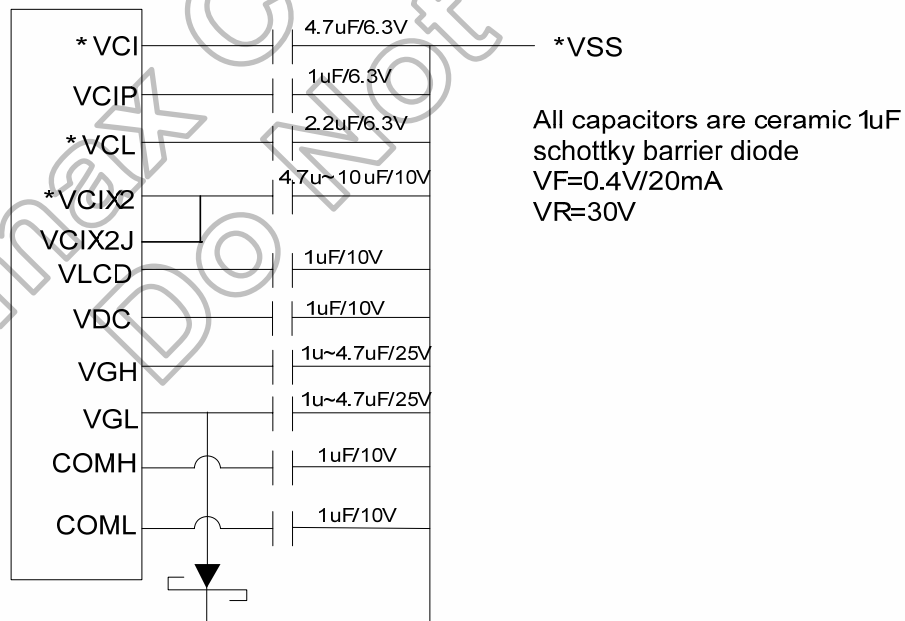 * VCI
4.7uF/6.3V
*VSS
VCIP
1uF/6.3V
*VCL
2.2uF/6.3V
All capacitors are ceramic 1uF
schottky barrier diode
VF=0.4V/20mA
VR=30V
*VCIX2
4.7u~10uF/10V
VCIX2J
VLCD
1uF/10V
VDC
1uF/10V
VGH
1u~4.7uF/25V
VGL
1u~4.7uF/25V
COMH
1uF/10V
COML
1uF/10V
max C
Do Not